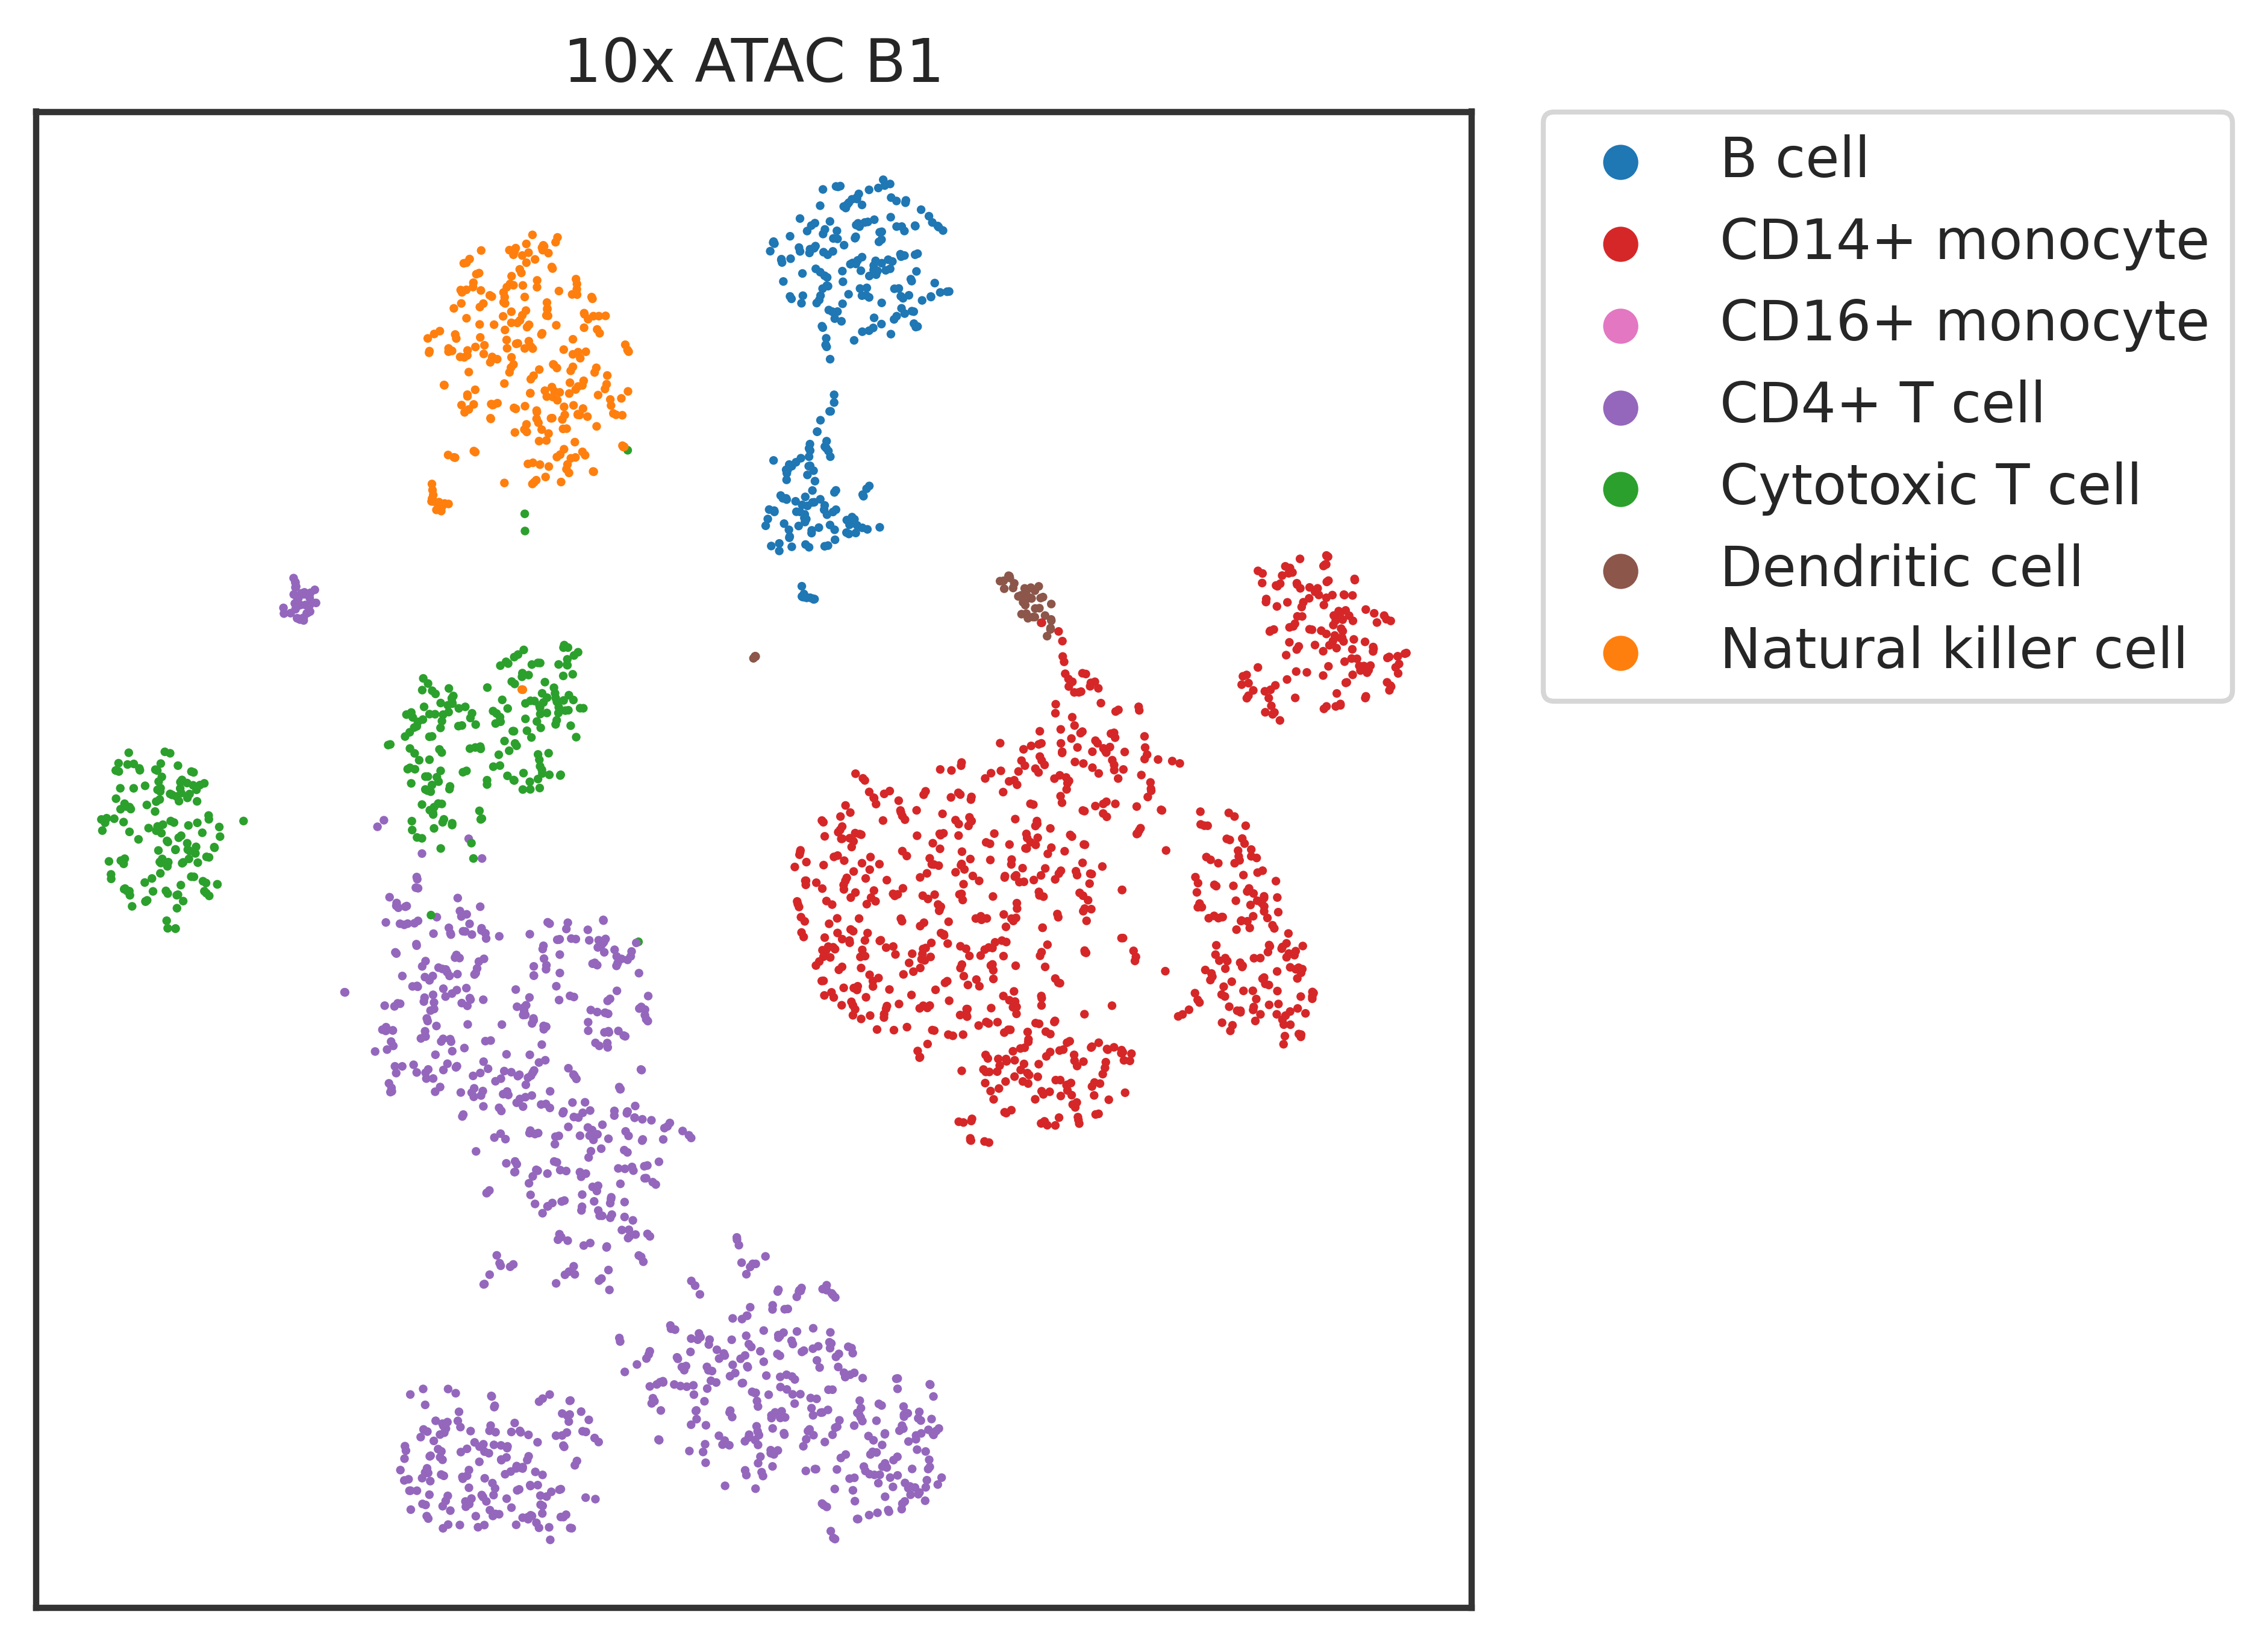 10x ATAC B1
B cell
CD14+ monocyte
CD16+ monocyte
CD4+ T cell
Cytotoxic T cell
Dendritic cell
Natural killer cell